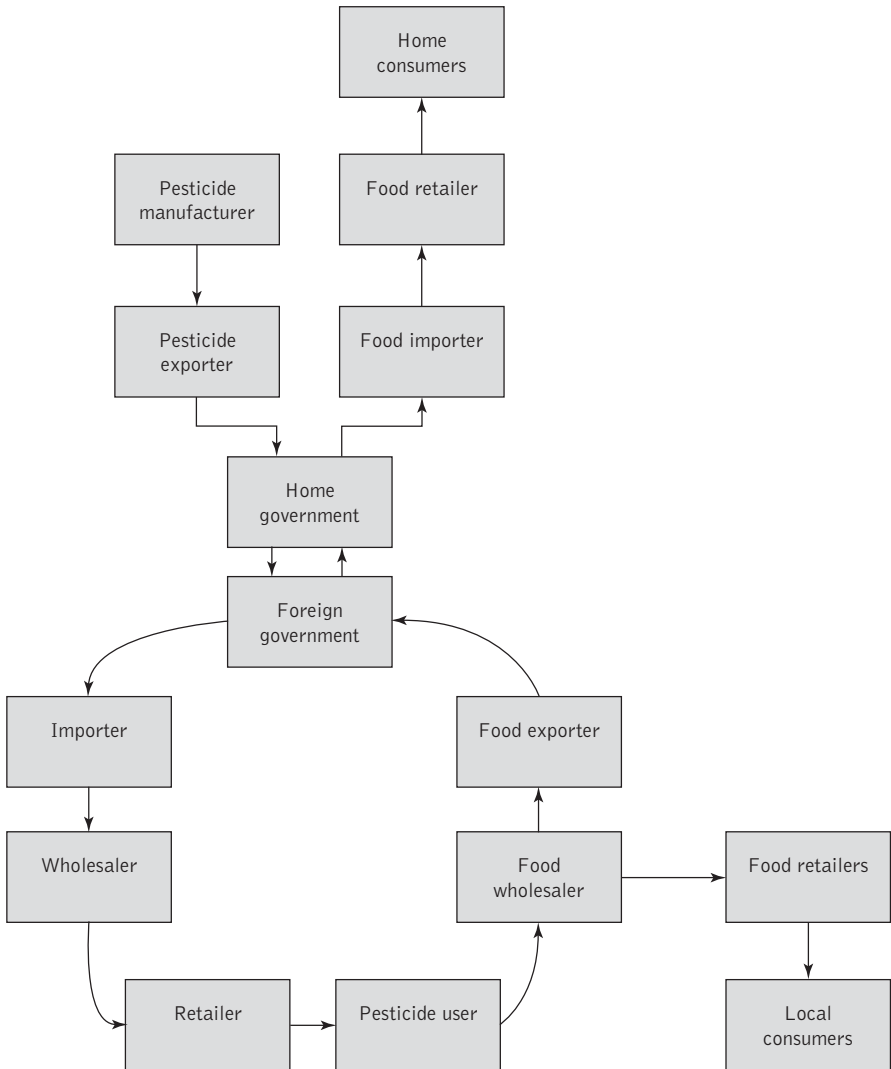 Home
consumers
Pesticide
manufacturer
Food retailer
Pesticide
exporter
Food importer
Home
government
Foreign
government
Importer
Food exporter
Wholesaler
Food
wholesaler
Food retailers
Retailer
Pesticide user
Local
consumers